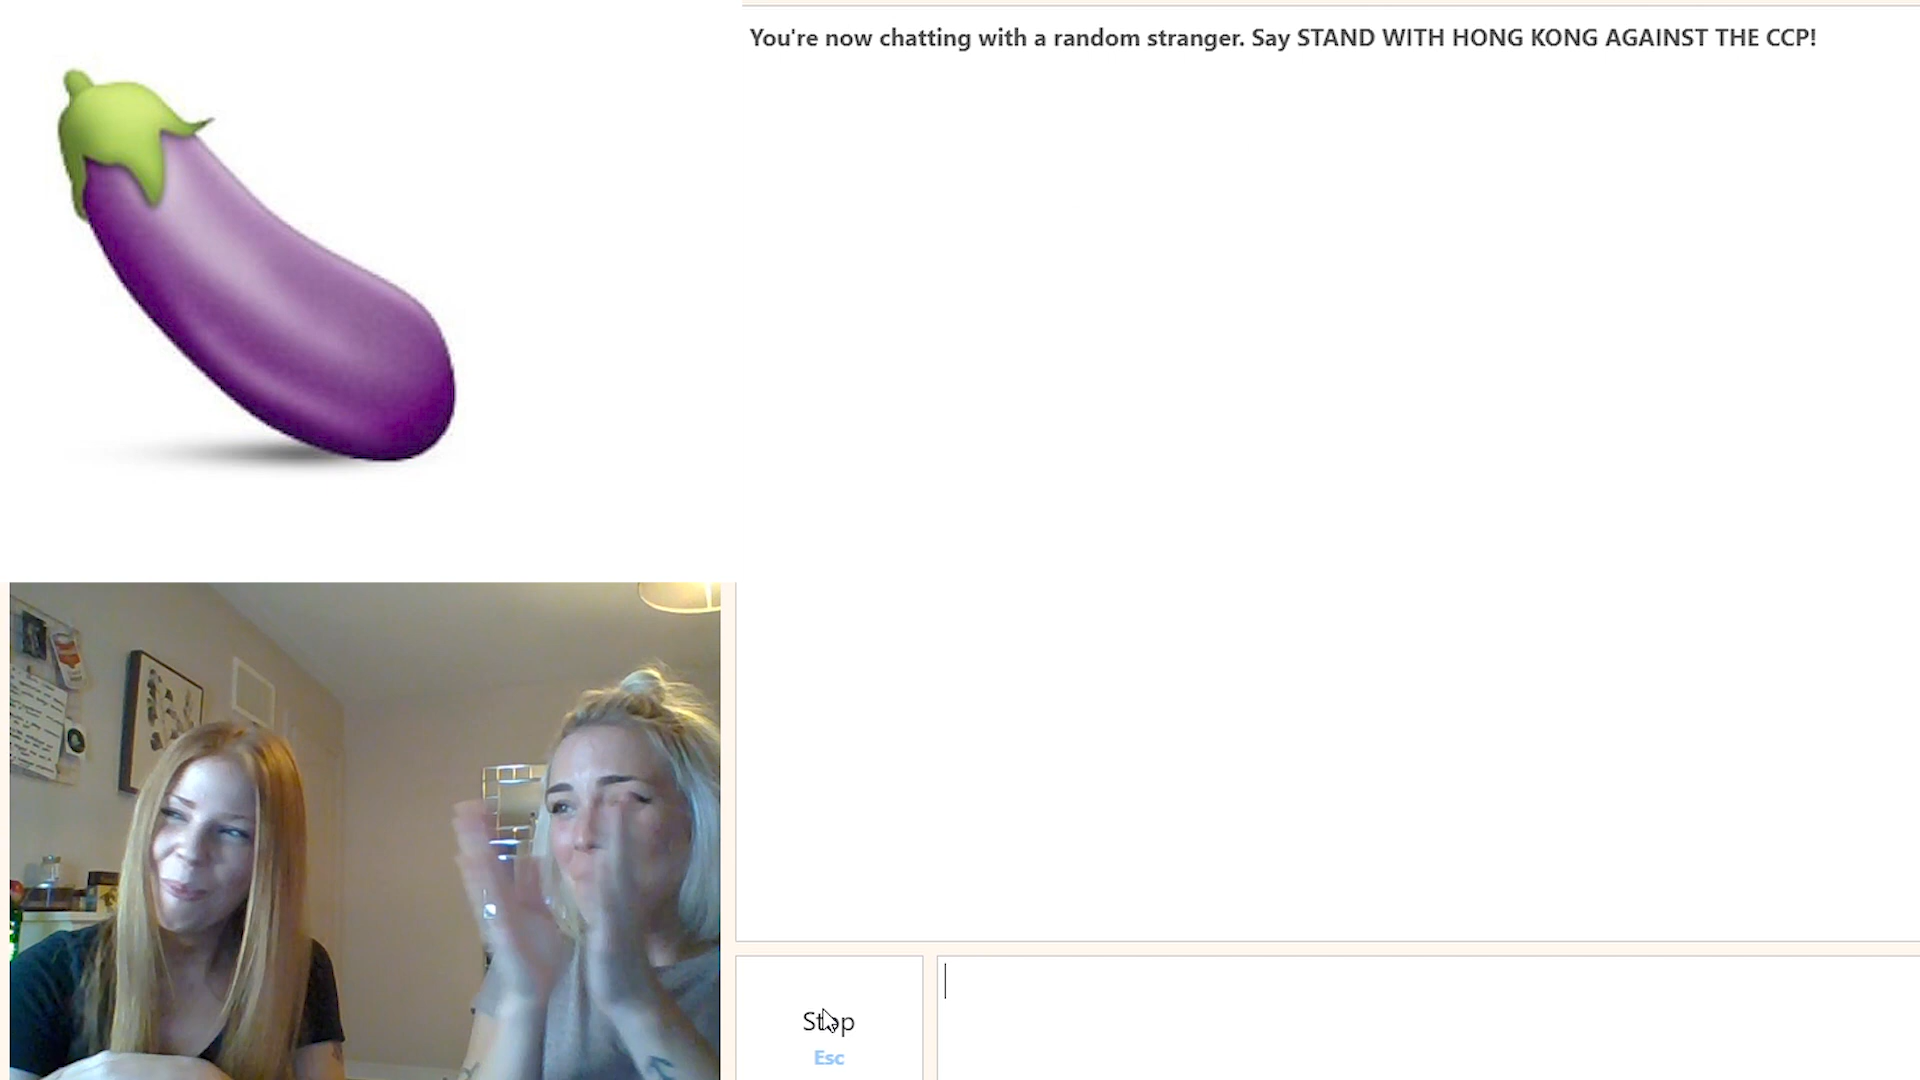 You're now chatting with a random stranger. Say STAND WITH HONG KONG AGAINST THE CCP!
Stop
Esc